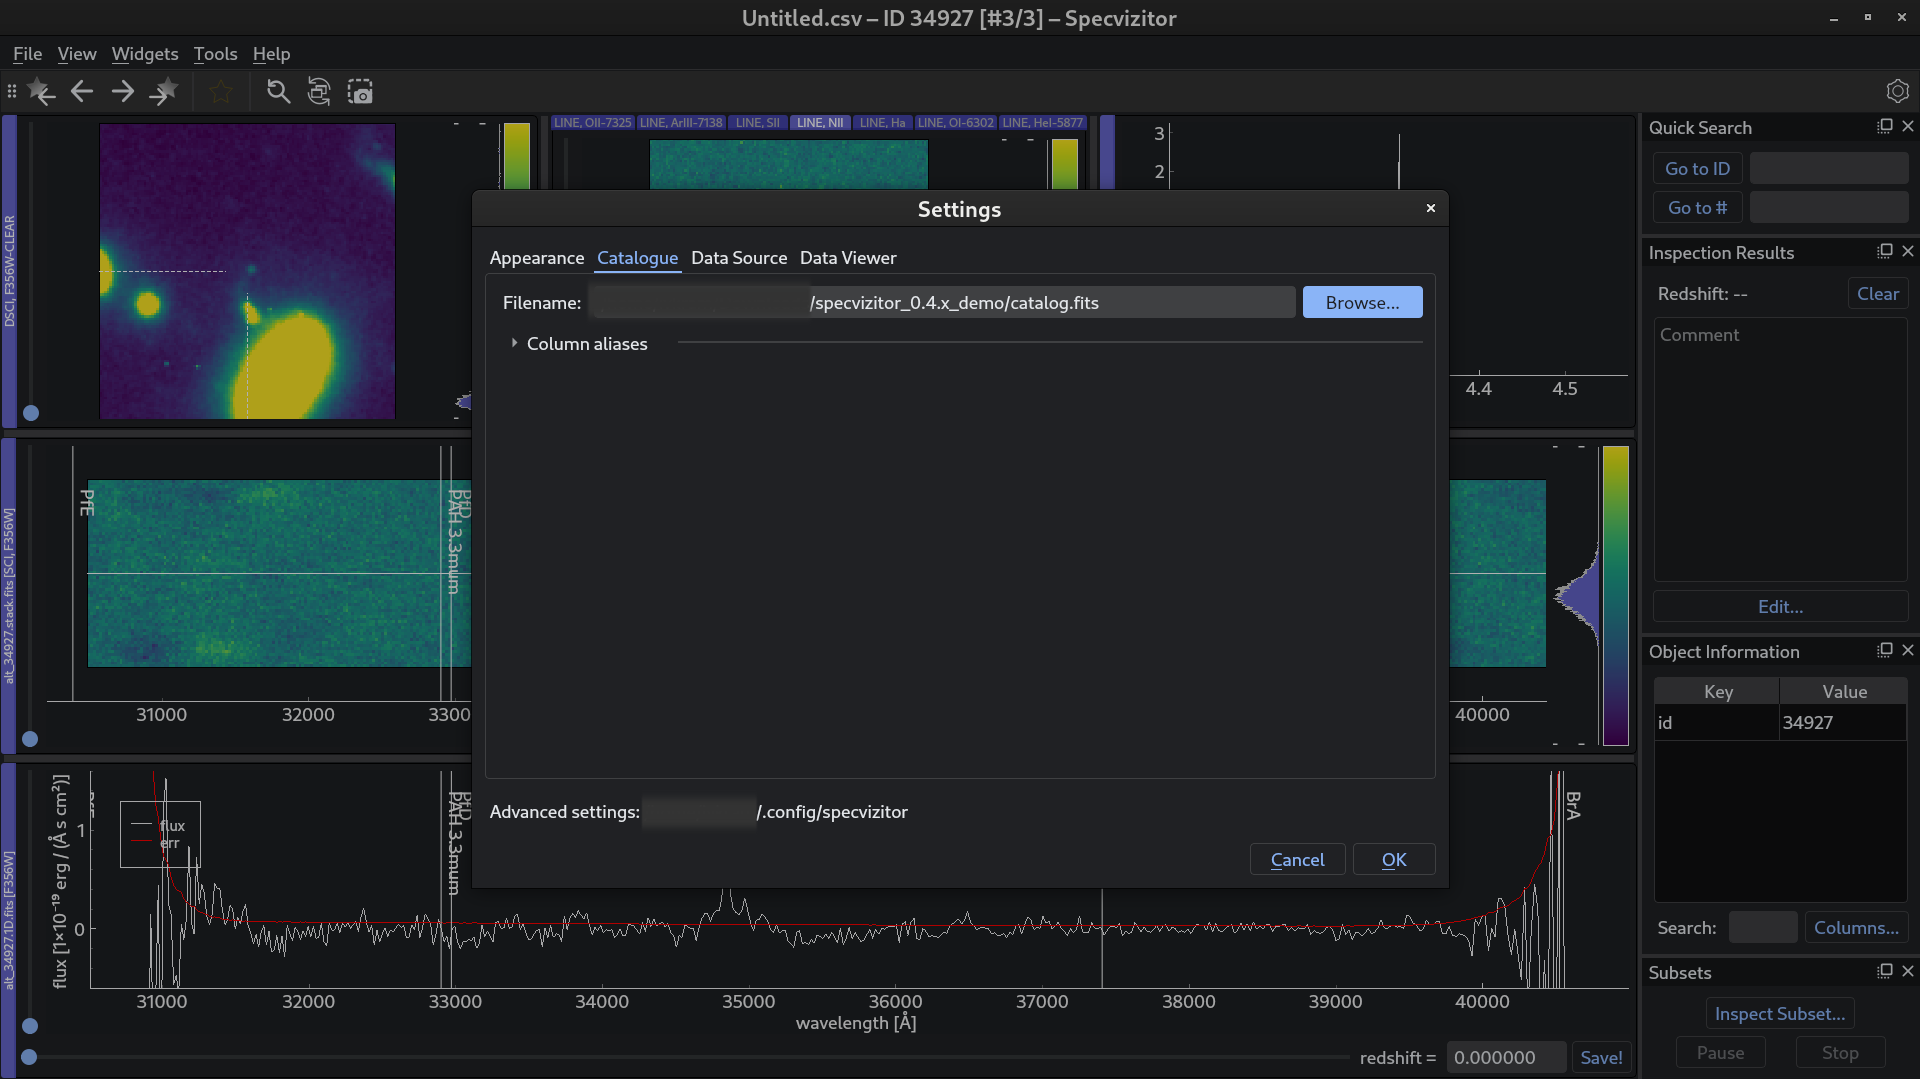 Untitled.csv – ID 34927 [#3/3] – Specvizitor
File View Widgets Tools Help
DSCI, F356W-CLEAR
LINE, OII-7325 LINE, ArIII-7138 LINE, SII LINE, NII LINE, Ha LINE, OI-6302 LINE, HeI-5877
3
2
4.4 4.5
Settings
Appearance Catalogue Data Source Data Viewer
Filename: /specvizitor_0.4.x_demo/catalog.fits Browse...
Column aliases
Advanced settings: /.config/specvizitor
Cancel OK
alt_34927.stack.fits [SCI, F356W]
PfE
PAH 3.3mum
31000 32000 3300 40000
alt_34927.1D.fits [F356W]
flux [1×10⁻¹⁹ erg / (Å s cm²)]
1
0
flux
err
PAH 3.3mum
BrA
31000 32000 33000 34000 35000 36000 37000 38000 39000 40000
wavelength [Å]
redshift = 0.000000 Save!
Quick Search
Go to ID
Go to #
Inspection Results
Redshift: -- Clear
Comment
Edit...
Object Information
Key Value
id 34927
Search: Columns...
Subsets
Inspect Subset...
Pause Stop